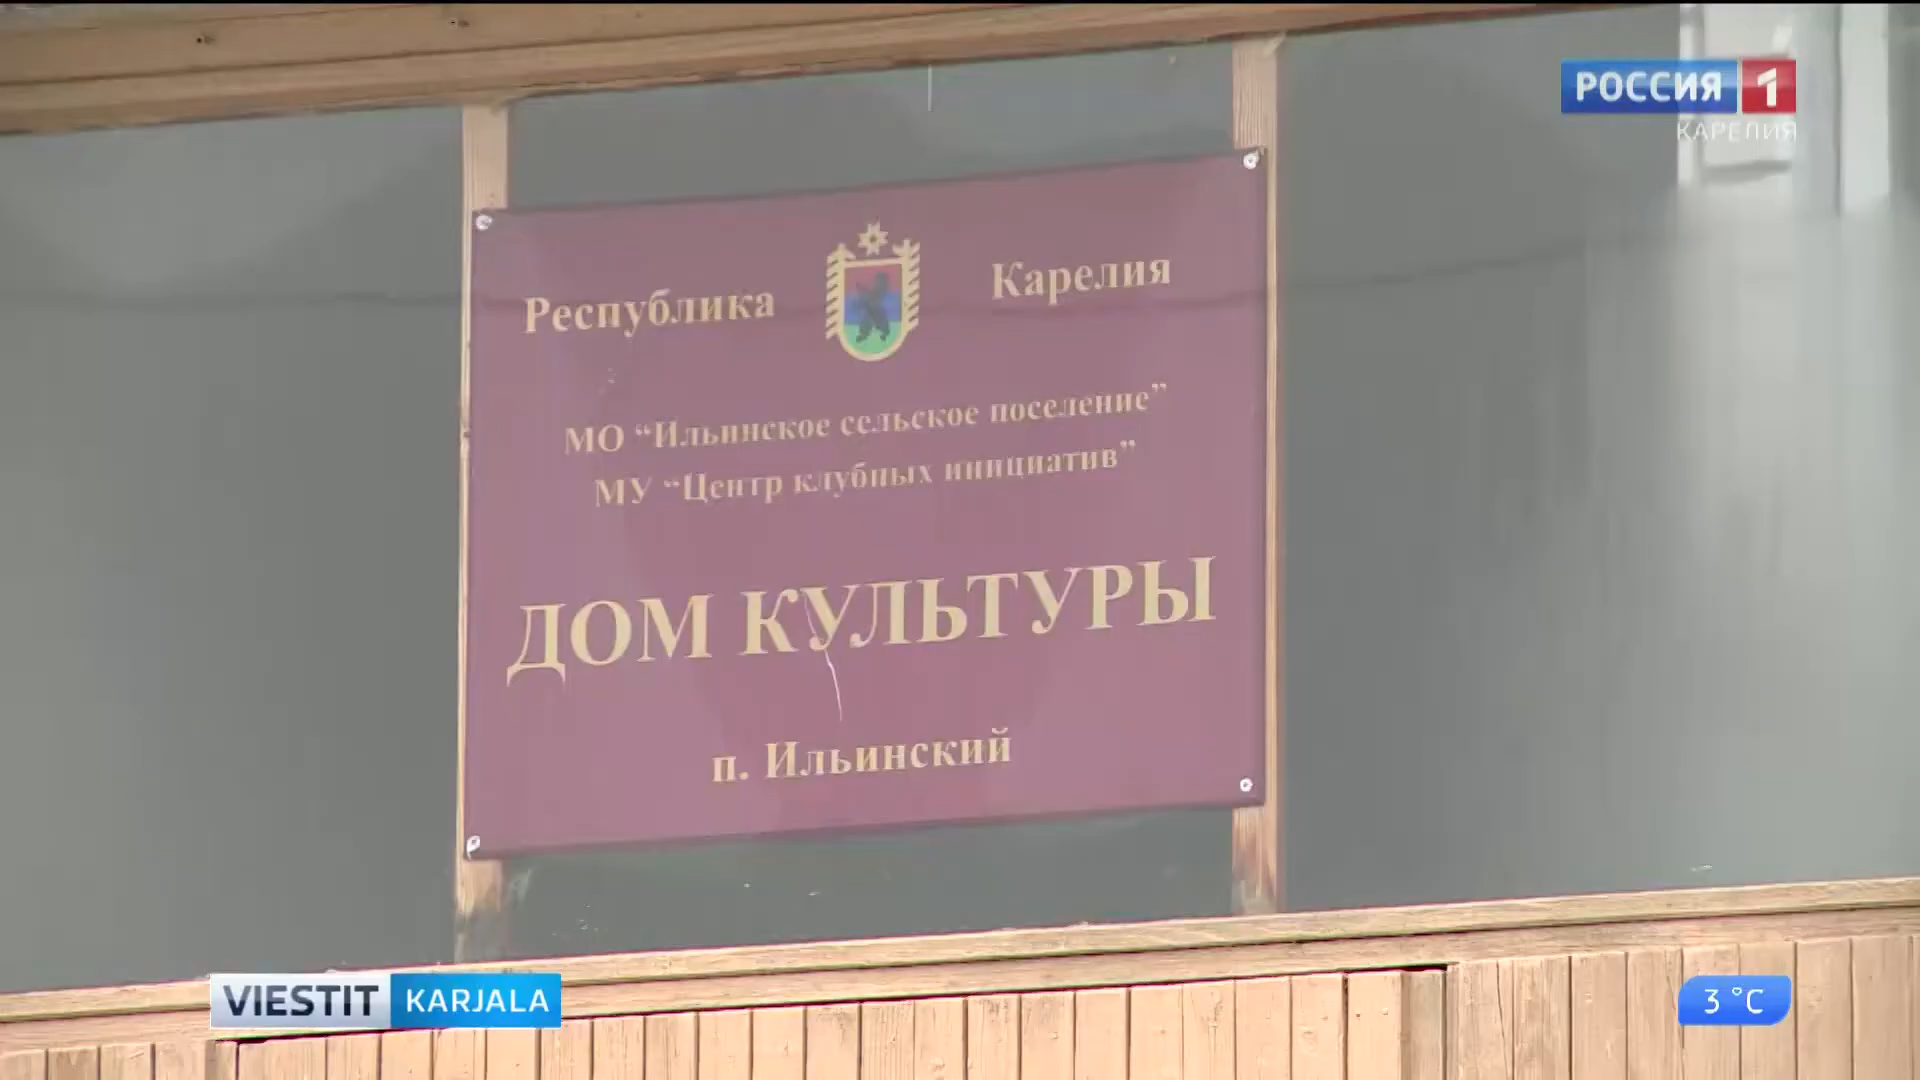 РОССИЯ 1
КАРЕЛИЯ
Республика Карелия
МО “Ильинское сельское поселение”
МУ “Центр клубных инициатив”
ДОМ КУЛЬТУРЫ
п. Ильинский
VIESTIT KARJALA
3 °C